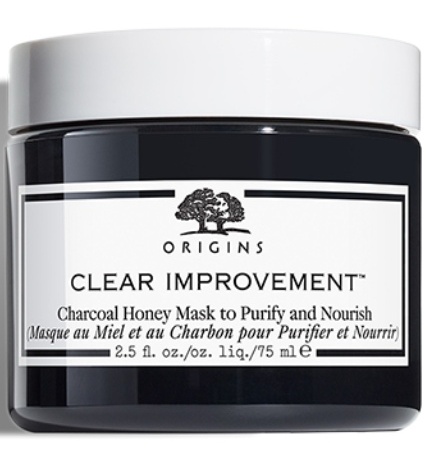 ORIGINS
CLEAR IMPROVEMENT™
Charcoal Honey Mask to Purify and Nourish
(Masque au Miel et au Charbon pour Purifier et Nourrir)
2.5 fl. oz./oz. liq./75 ml ℮